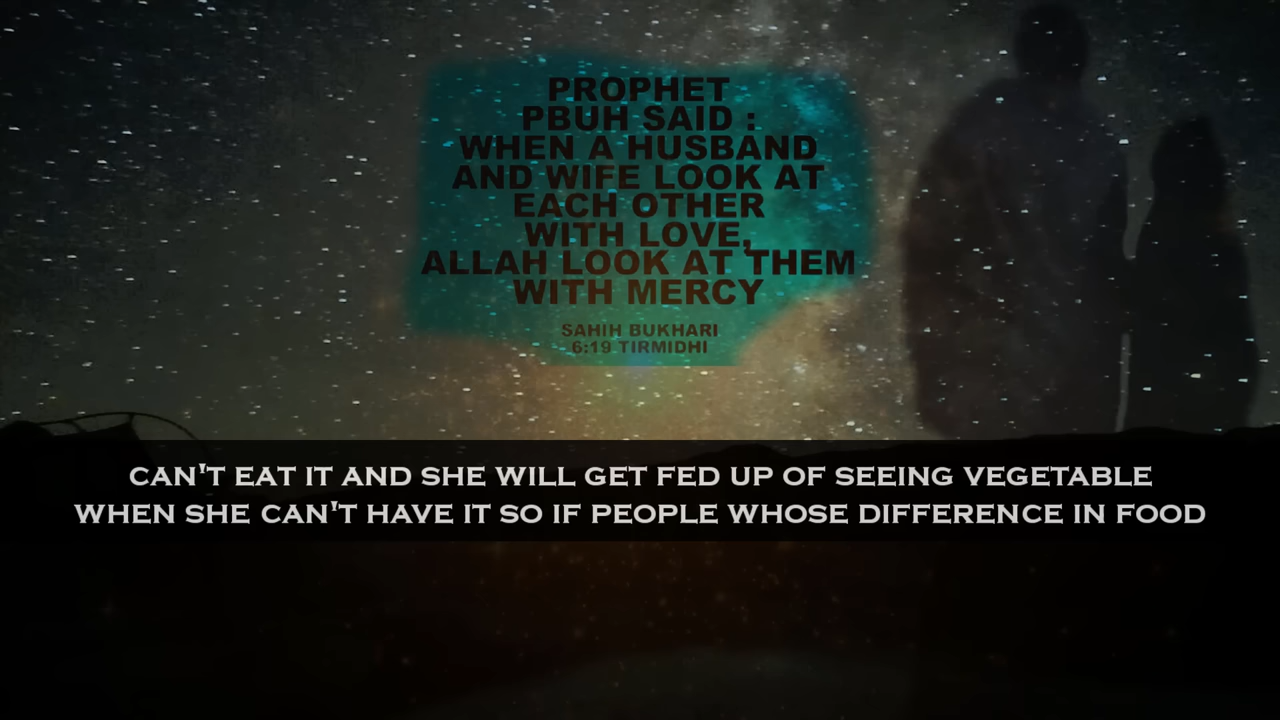 PROPHET
PBUH SAID :
WHEN A HUSBAND
AND WIFE LOOK AT
EACH OTHER
WITH LOVE,
ALLAH LOOK AT THEM
WITH MERCY
SAHIH BUKHARI
6:19 TIRMIDHI
CAN'T EAT IT AND SHE WILL GET FED UP OF SEEING VEGETABLE
WHEN SHE CAN'T HAVE IT SO IF PEOPLE WHOSE DIFFERENCE IN FOOD